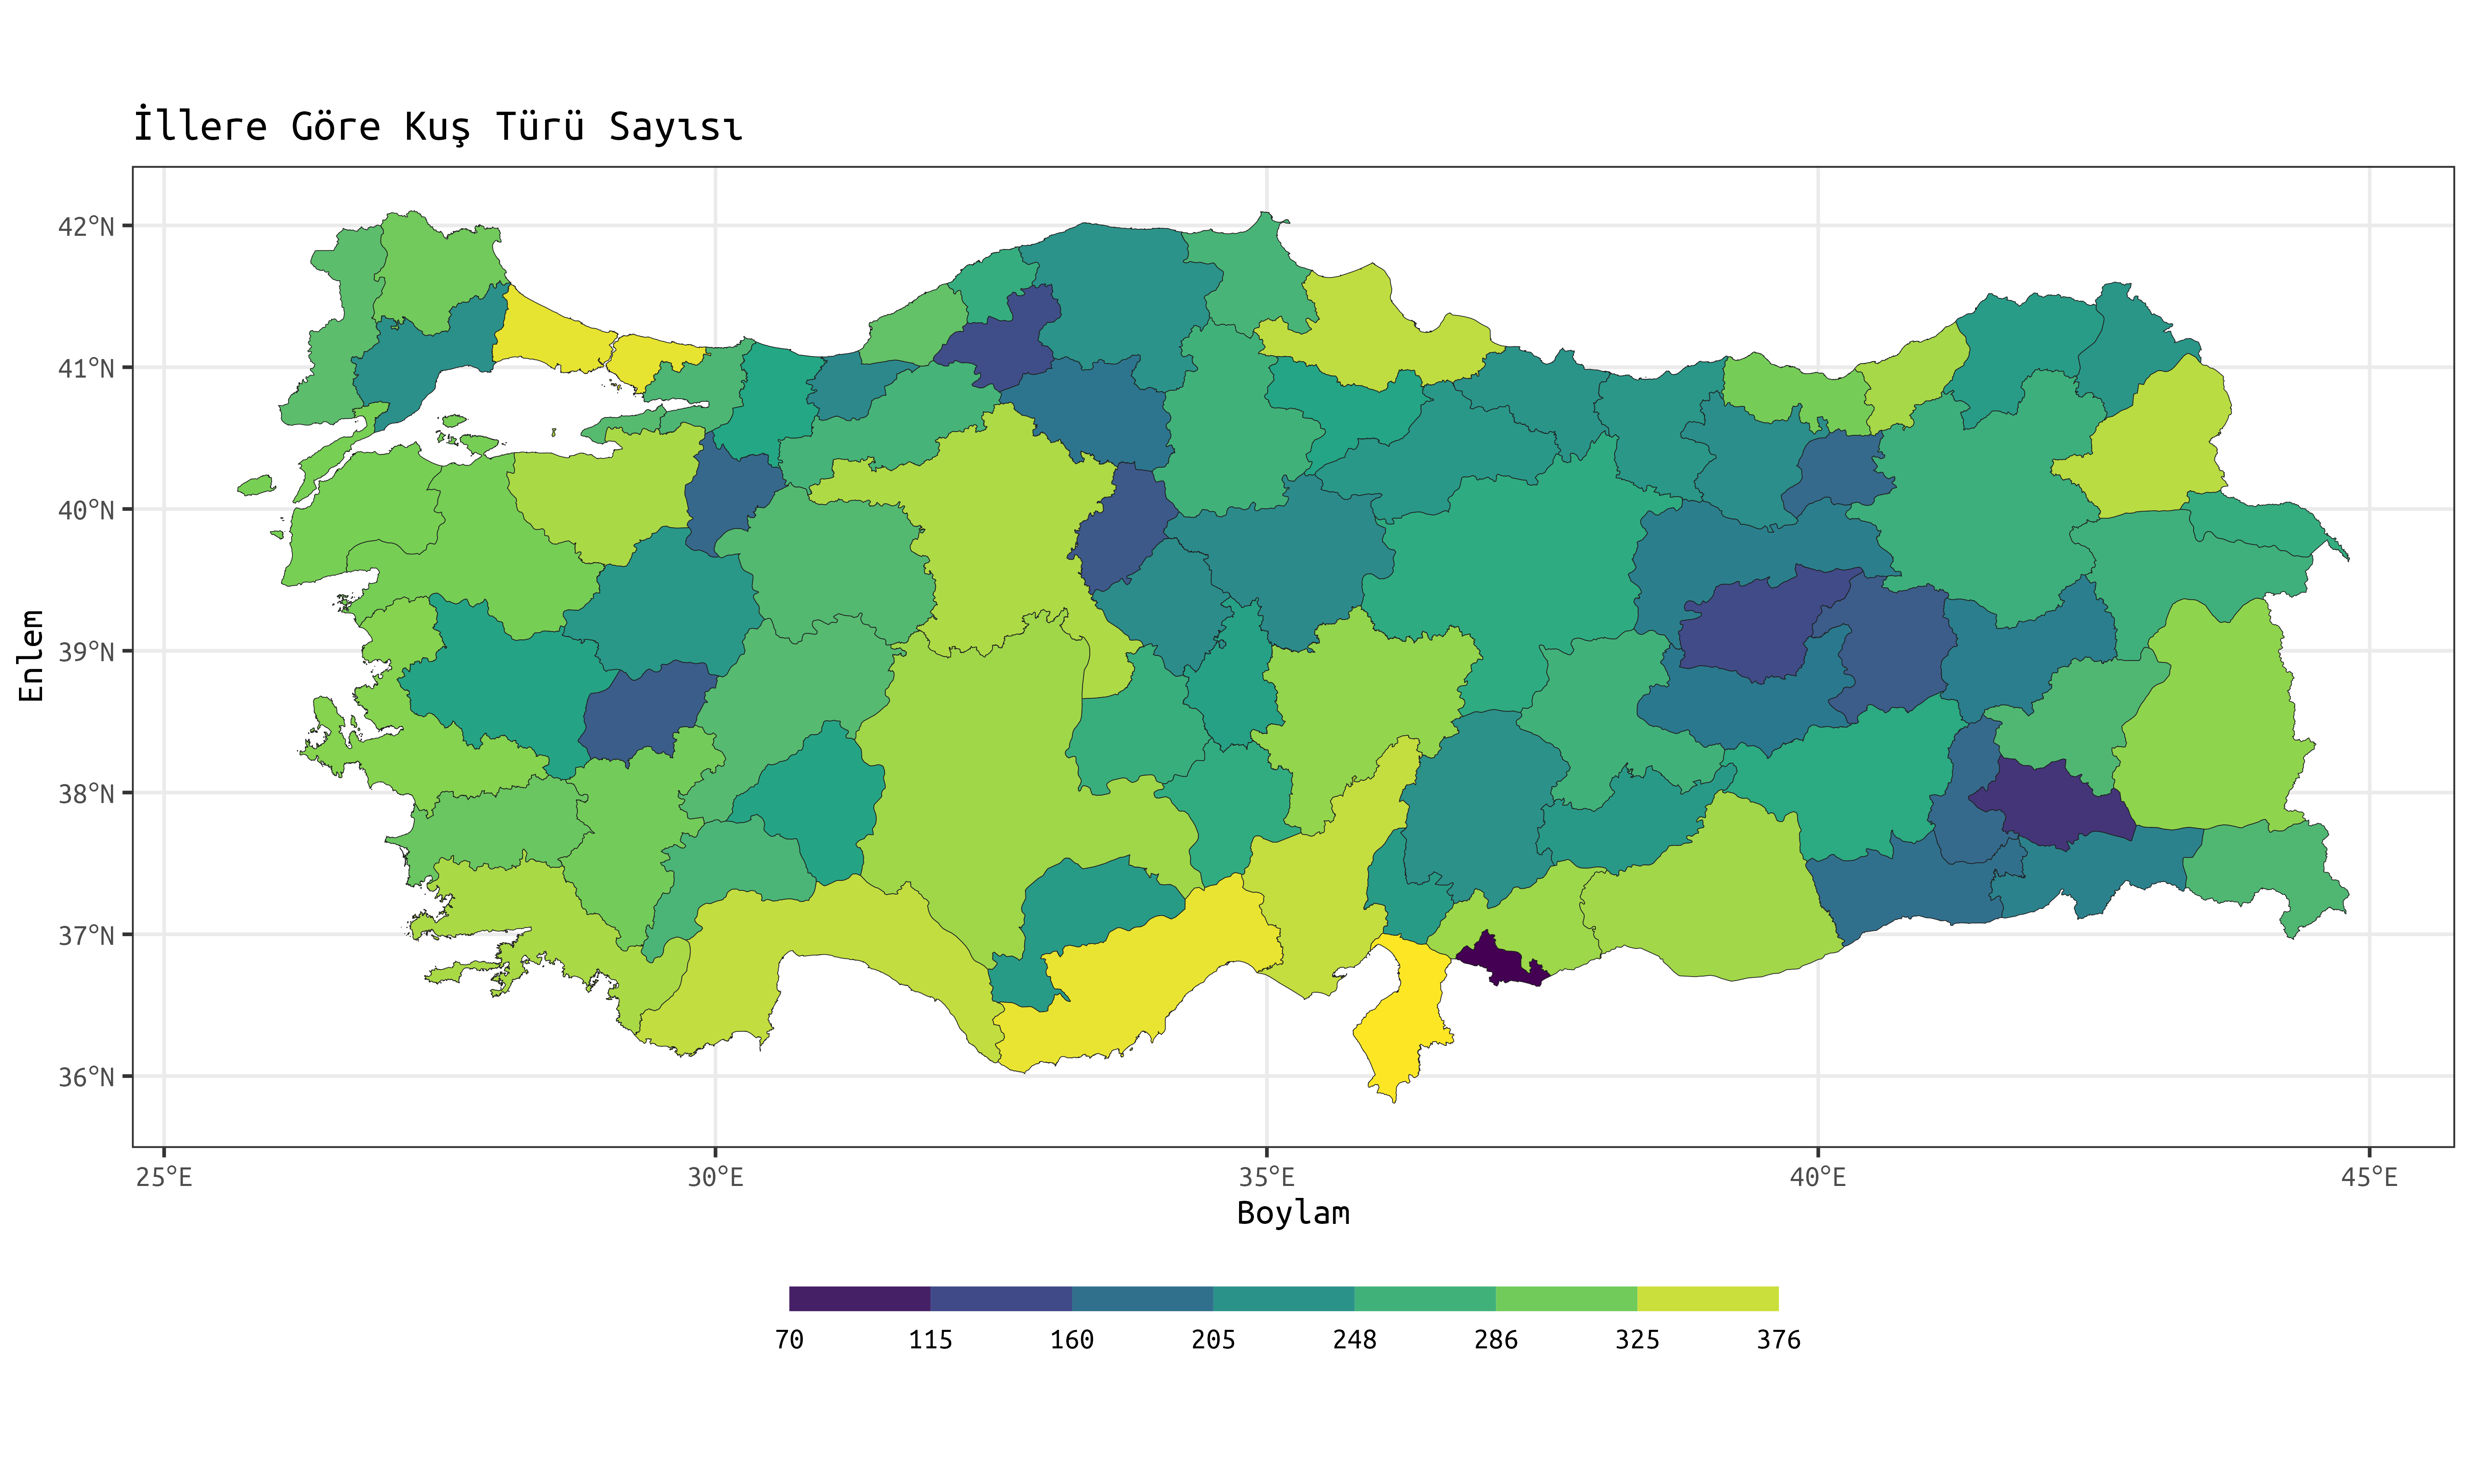 İllere Göre Kuş Türü Sayısı
42°N
41°N
40°N
39°N
38°N
37°N
36°N
Enlem
25°E 30°E 35°E 40°E 45°E
Boylam
70 115 160 205 248 286 325 376